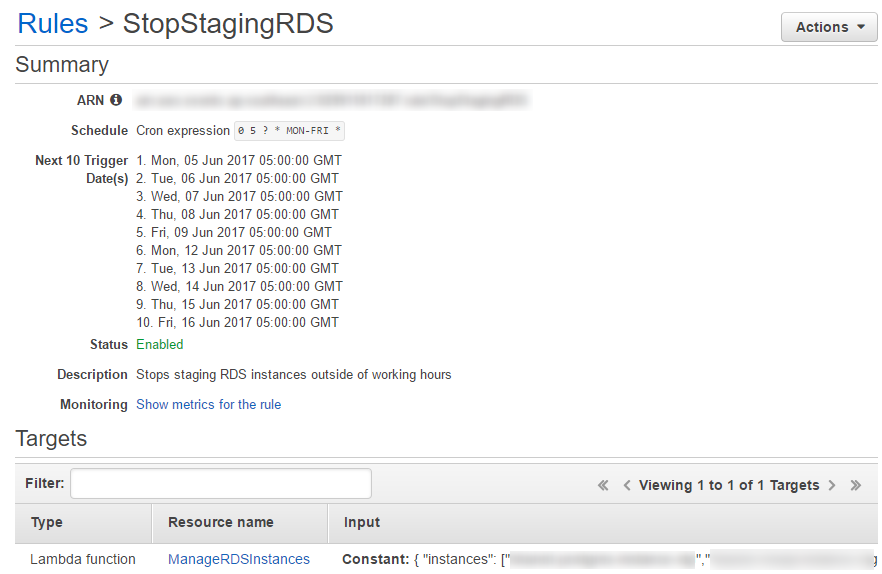 Rules > StopStagingRDS
Actions
Summary
ARN
Schedule Cron expression 0 5 ? * MON-FRI *
Next 10 Trigger Date(s)
1. Mon, 05 Jun 2017 05:00:00 GMT
2. Tue, 06 Jun 2017 05:00:00 GMT
3. Wed, 07 Jun 2017 05:00:00 GMT
4. Thu, 08 Jun 2017 05:00:00 GMT
5. Fri, 09 Jun 2017 05:00:00 GMT
6. Mon, 12 Jun 2017 05:00:00 GMT
7. Tue, 13 Jun 2017 05:00:00 GMT
8. Wed, 14 Jun 2017 05:00:00 GMT
9. Thu, 15 Jun 2017 05:00:00 GMT
10. Fri, 16 Jun 2017 05:00:00 GMT
Status Enabled
Description Stops staging RDS instances outside of working hours
Monitoring Show metrics for the rule
Targets
Filter: « < Viewing 1 to 1 of 1 Targets > »
Type Resource name Input
Lambda function ManageRDSInstances Constant: { "instances": ["